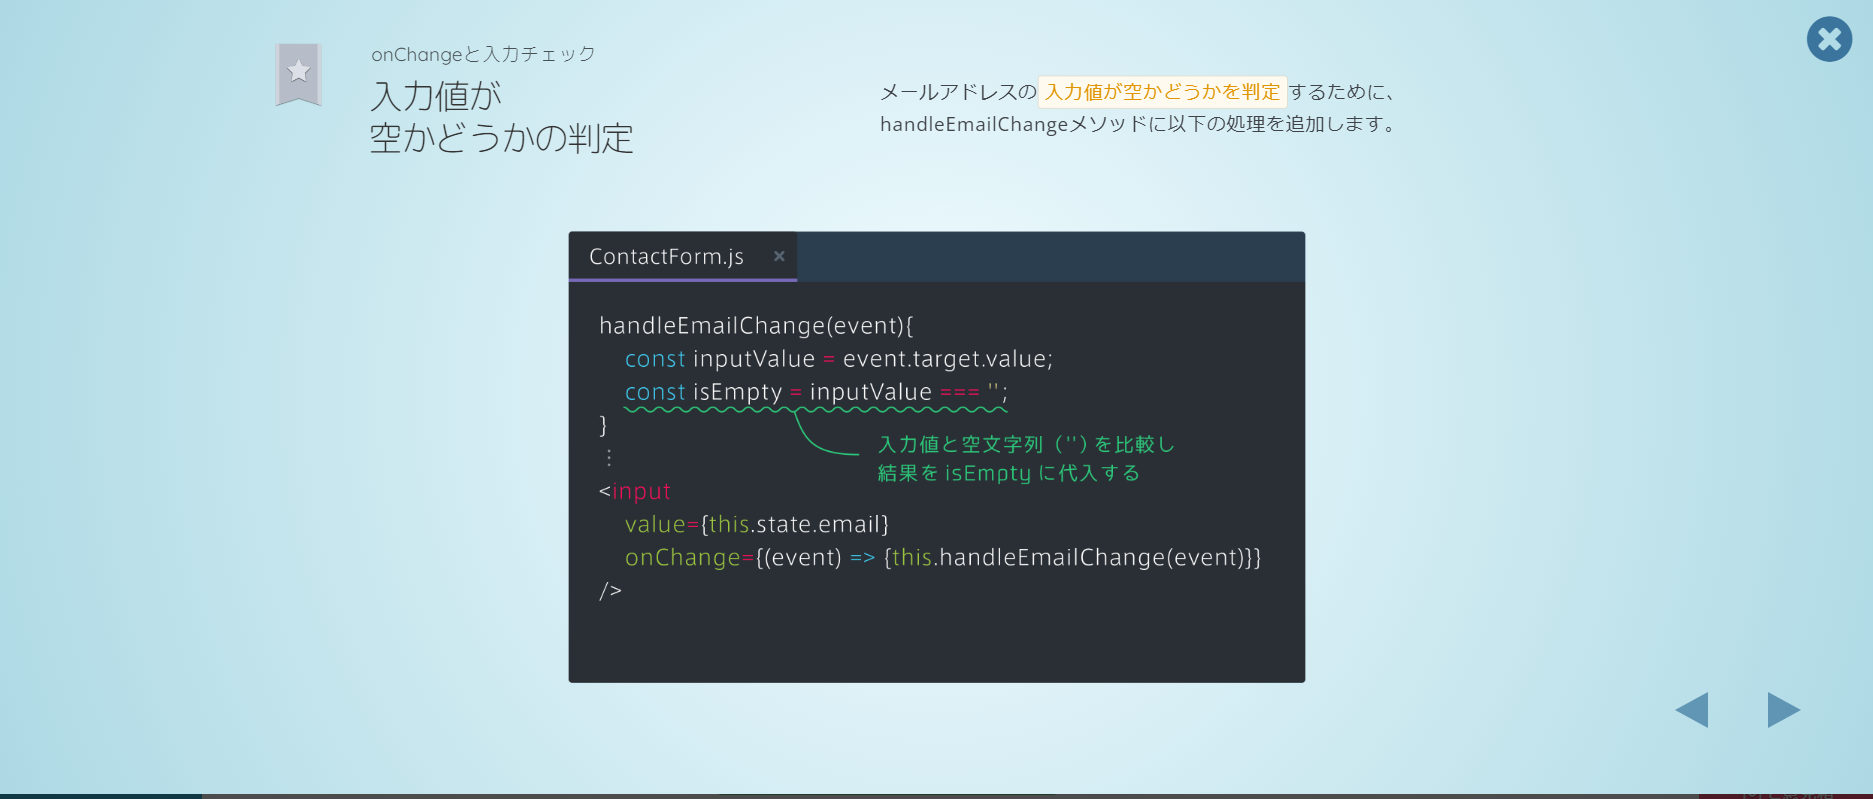 onChangeと入力チェック
入力値が
空かどうかの判定
メールアドレスの入力値が空かどうかを判定するために、
handleEmailChangeメソッドに以下の処理を追加します。
ContactForm.js ×
handleEmailChange(event){
const inputValue = event.target.value;
const isEmpty = inputValue === '';
}
入力値と空文字列 ('') を比較し
結果を isEmpty に代入する
⋮
<input
value={this.state.email}
onChange={(event) => {this.handleEmailChange(event)}}
/>